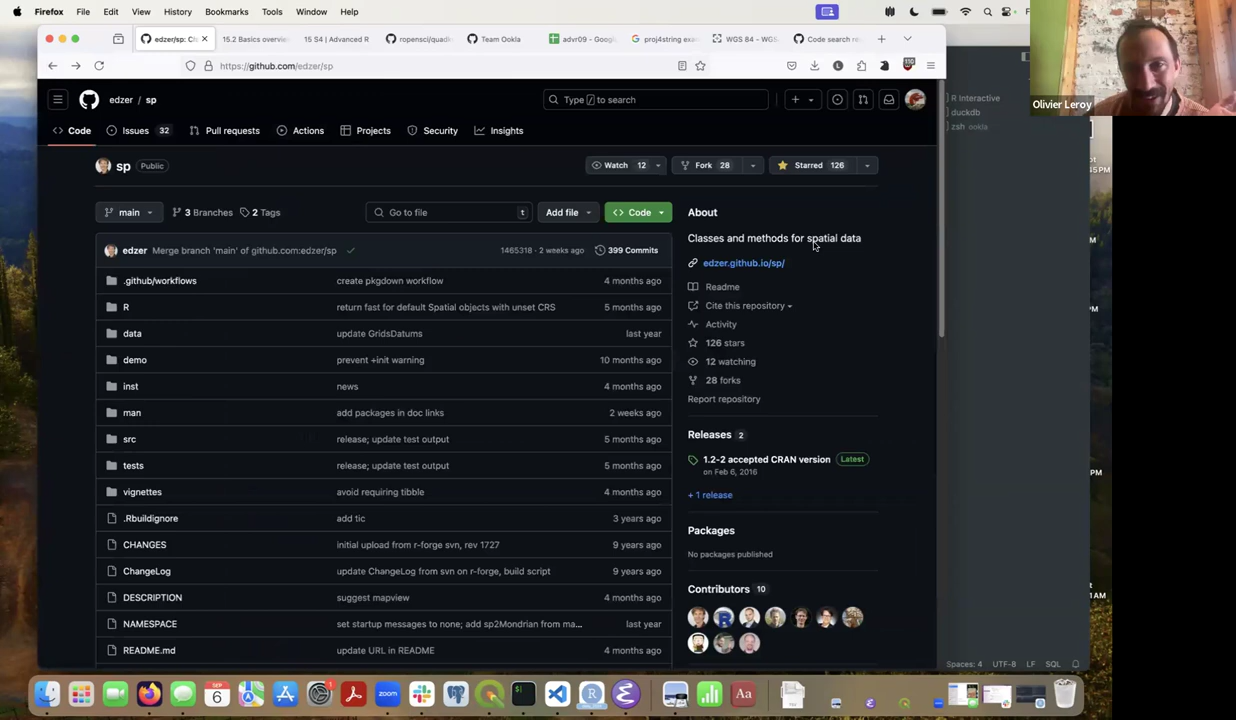 Firefox File Edit View History Bookmarks Tools Window Help
edzer/sp: Cl 15.2 Basics overvie 15 S4 | Advanced R ropensci/quadk Team Ookla advr09 - Goog proj4string exa WGS 84 - WGS Code search re
https://github.com/edzer/sp
110
Olivier Leroy
edzer / sp
Type / to search
R Interactive
duckdb
zsh ookla
Code Issues 32 Pull requests Actions Projects Security Insights
sp Public
Watch 12 Fork 28 Starred 126
main 3 Branches 2 Tags Go to file t Add file Code
About
Classes and methods for spatial data
edzer.github.io/sp/
Readme
Cite this repository
Activity
126 stars
12 watching
28 forks
Report repository
edzer Merge branch 'main' of github.com:edzer/sp 1465318 · 2 weeks ago 399 Commits
.github/workflows create pkgdown workflow 4 months ago
R return fast for default Spatial objects with unset CRS 5 months ago
data update GridsDatums last year
demo prevent +init warning 10 months ago
inst news 4 months ago
man add packages in doc links 2 weeks ago
src release; update test output 5 months ago
tests release; update test output 5 months ago
vignettes avoid requiring tibble 4 months ago
.Rbuildignore add tic 3 years ago
CHANGES initial upload from r-forge svn, rev 1727 9 years ago
ChangeLog update ChangeLog from svn on r-forge, build script 9 years ago
DESCRIPTION suggest mapview 4 months ago
NAMESPACE set startup messages to none; add sp2Mondrian from ma... last year
README.md update URL in README 4 months ago
Releases 2
1.2-2 accepted CRAN version Latest
on Feb 6, 2016
+ 1 release
Packages
No packages published
Contributors 10
Spaces: 4 UTF-8 LF SQL
SEP
6
1
zoom
R
Aa